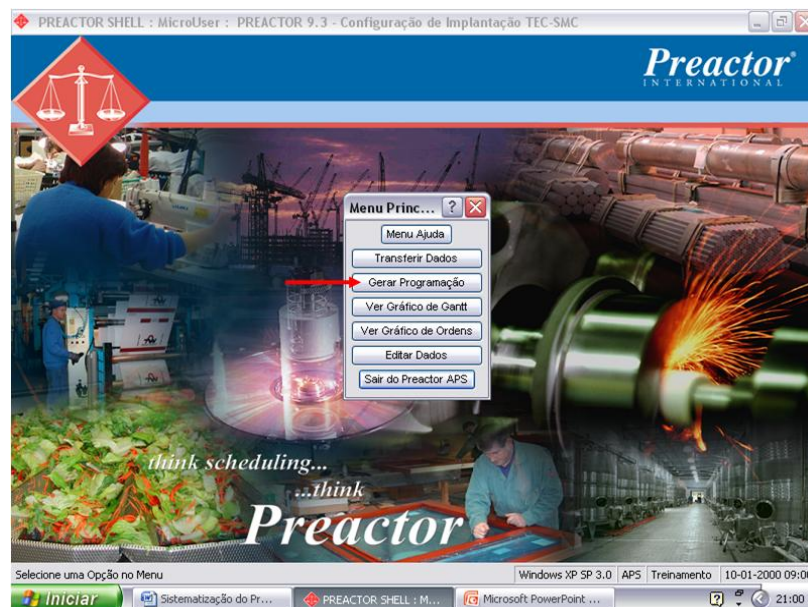 PREACTOR SHELL : MicroUser : PREACTOR 9.3 - Configuração de Implantação TEC-SMC
Preactor®
INTERNATIONAL
Menu Princ...
Menu Ajuda
Transferir Dados
Gerar Programação
Ver Gráfico de Gantt
Ver Gráfico de Ordens
Editar Dados
Sair do Preactor APS
think scheduling...
...think
Preactor
Selecione uma Opção no Menu
Windows XP SP 3.0 APS Treinamento 10-01-2000 09:00
Iniciar Sistematização do Pr... PREACTOR SHELL : M... Microsoft PowerPoint ... 21:00